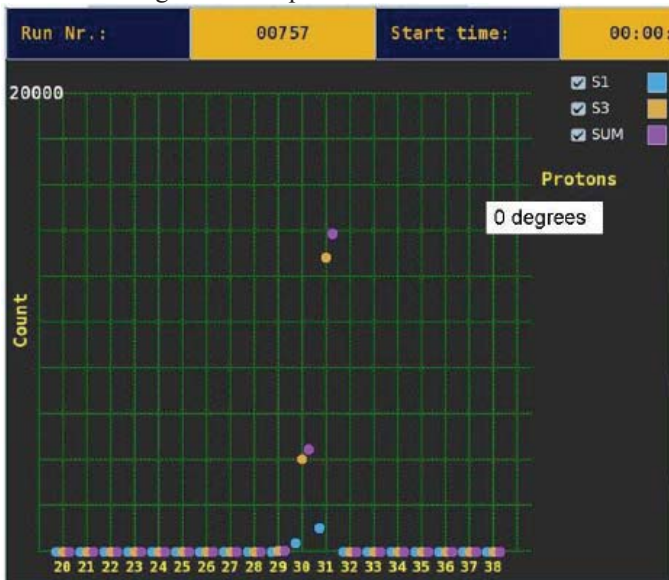 Run Nr.: 00757 Start time: 00:00:
20000
S1
S3
SUM
Protons
0 degrees
Count
20 21 22 23 24 25 26 27 28 29 30 31 32 33 34 35 36 37 38